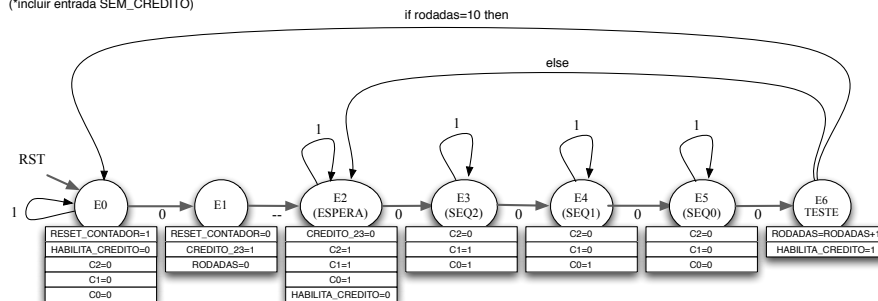 (*incluir entrada SEM_CREDITO)
if rodadas=10 then
else
1
1
1
1
RST
1
E0
0
E1
--
E2
(ESPERA)
0
E3
(SEQ2)
0
E4
(SEQ1)
0
E5
(SEQ0)
0
E6
TESTE
RESET_CONTADOR=1
HABILITA_CREDITO=0
C2=0
C1=0
C0=0
RESET_CONTADOR=0
CREDITO_23=1
RODADAS=0
CREDITO_23=0
C2=1
C1=1
C0=1
HABILITA_CREDITO=0
C2=0
C1=1
C0=1
C2=0
C1=0
C0=1
C2=0
C1=0
C0=0
RODADAS=RODADAS+1
HABILITA_CREDITO=1